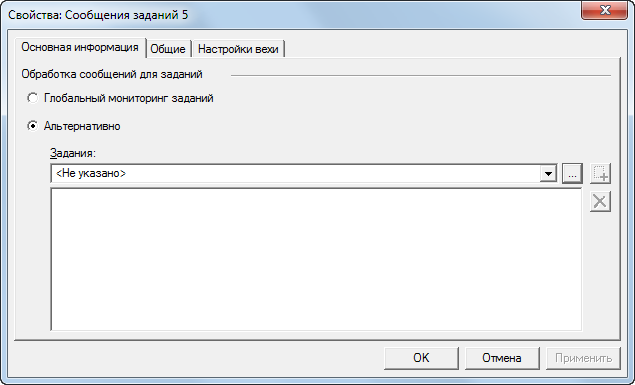 Свойства: Сообщения заданий 5
Основная информация Общие Настройки вехи
Обработка сообщений для заданий
Глобальный мониторинг заданий
Альтернативно
Задания:
<Не указано> ...
OK Отмена Применить